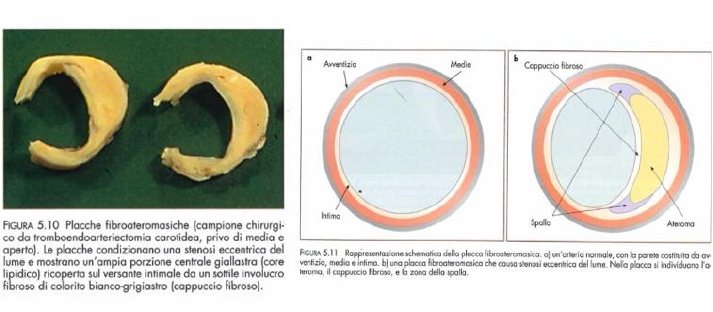 FIGURA 5.10 Placche fibroateromasiche (campione chirurgi-
co da tromboendoarteriectomia carotidea, privo di media e
aperto). Le placche condizionano una stenosi eccentrica del
lume e mostrano un'ampia porzione centrale giallastra (core
lipidico) ricoperta sul versante intimale da un sottile involucro
fibroso di colorito bianco-grigiastro (cappuccio fibroso).
a
Avventizia
Media
Intima
b
Cappuccio fibroso
Spalla
Ateroma
FIGURA 5.11 Rappresentazione schematica della placca fibroateromasica. a) un'arteria normale, con la parete costituita da av-
ventizia, media e intima. b) una placca fibroateromasica che causa stenosi eccentrica del lume. Nella placca si individuano l'a-
teroma, il cappuccio fibroso, e la zona della spalla.